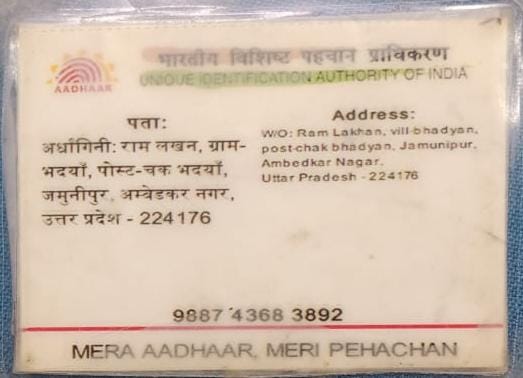 भारतीय विशिष्ट पहचान प्राधिकरण
UNIQUE IDENTIFICATION AUTHORITY OF INDIA
AADHAAR
पता:
अर्धांगिनी: राम लखन, ग्राम-
भदयाँ, पोस्ट-चक भदयाँ,
जमुनीपुर, अम्बेडकर नगर,
उत्तर प्रदेश - 224176
Address:
W/O: Ram Lakhan, vill-bhadyan,
post-chak bhadyan, Jamunipur,
Ambedkar Nagar,
Uttar Pradesh - 224176
9887 4368 3892
MERA AADHAAR, MERI PEHACHAN